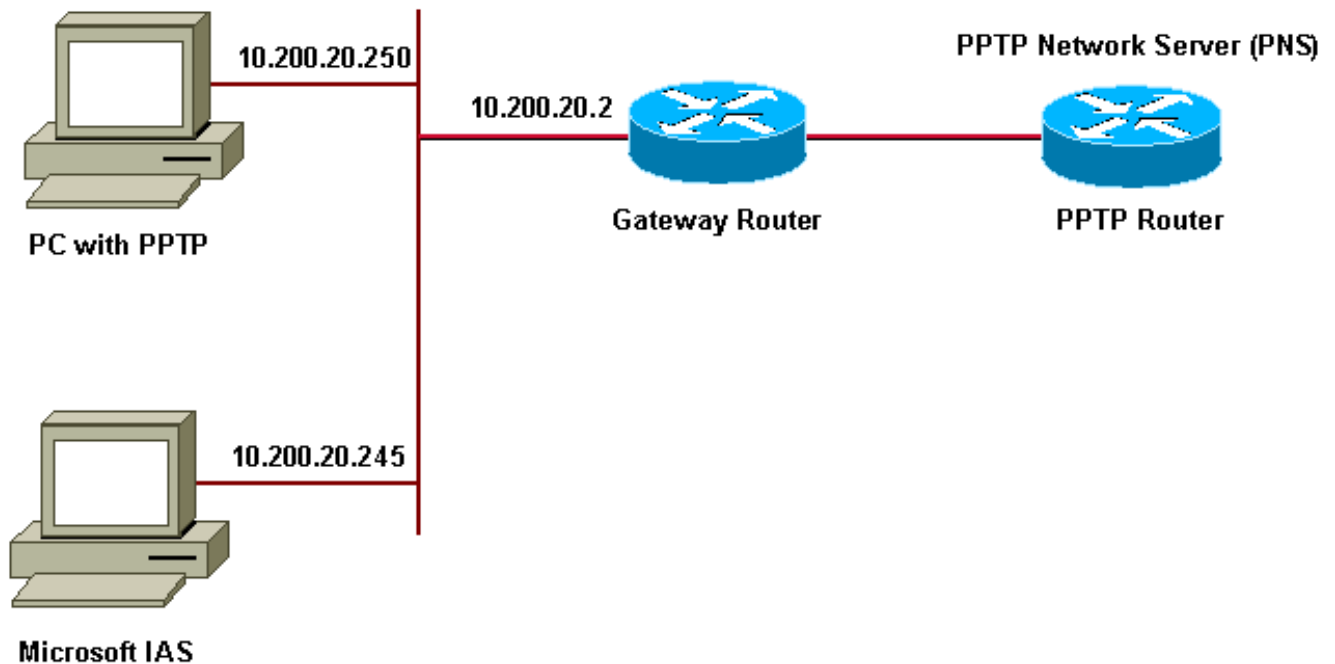 10.200.20.250
PPTP Network Server (PNS)
10.200.20.2
Gateway Router
PPTP Router
PC with PPTP
10.200.20.245
Microsoft IAS